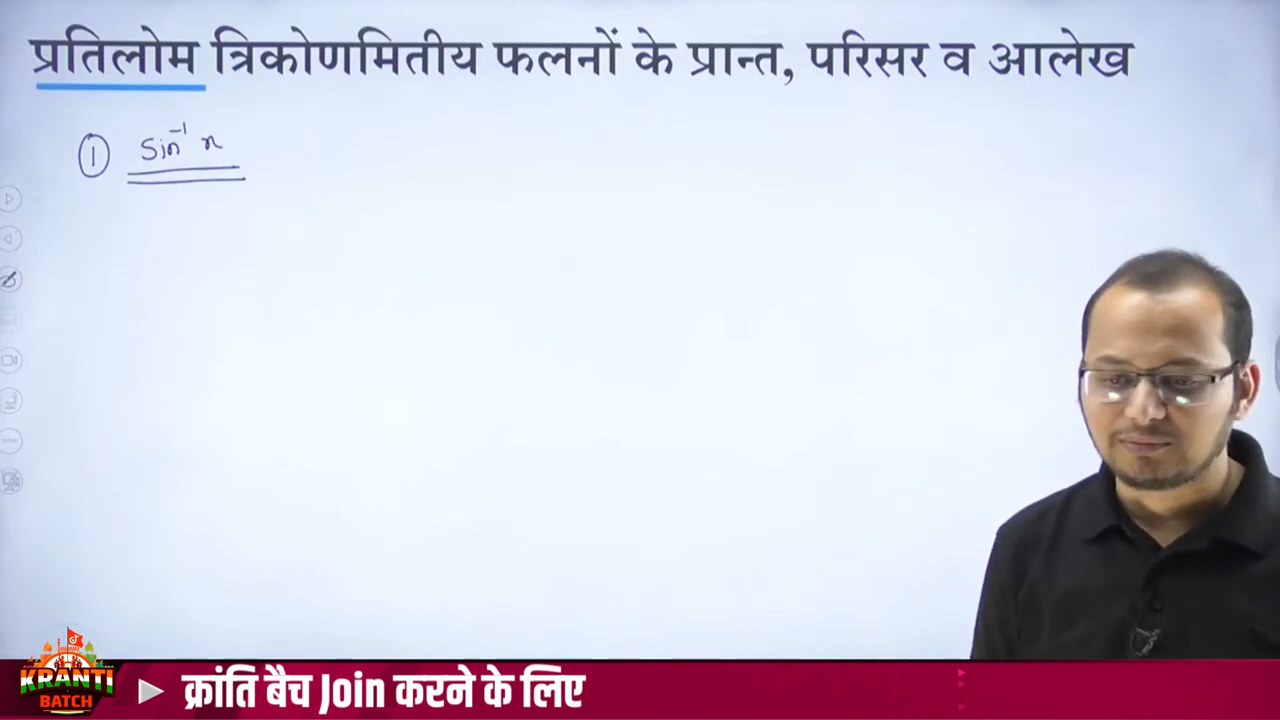 प्रतिलोम त्रिकोणमितीय फलनों के प्रान्त, परिसर व आलेख
① Sin⁻¹ x
KRANTI
BATCH
क्रांति बैच Join करने के लिए